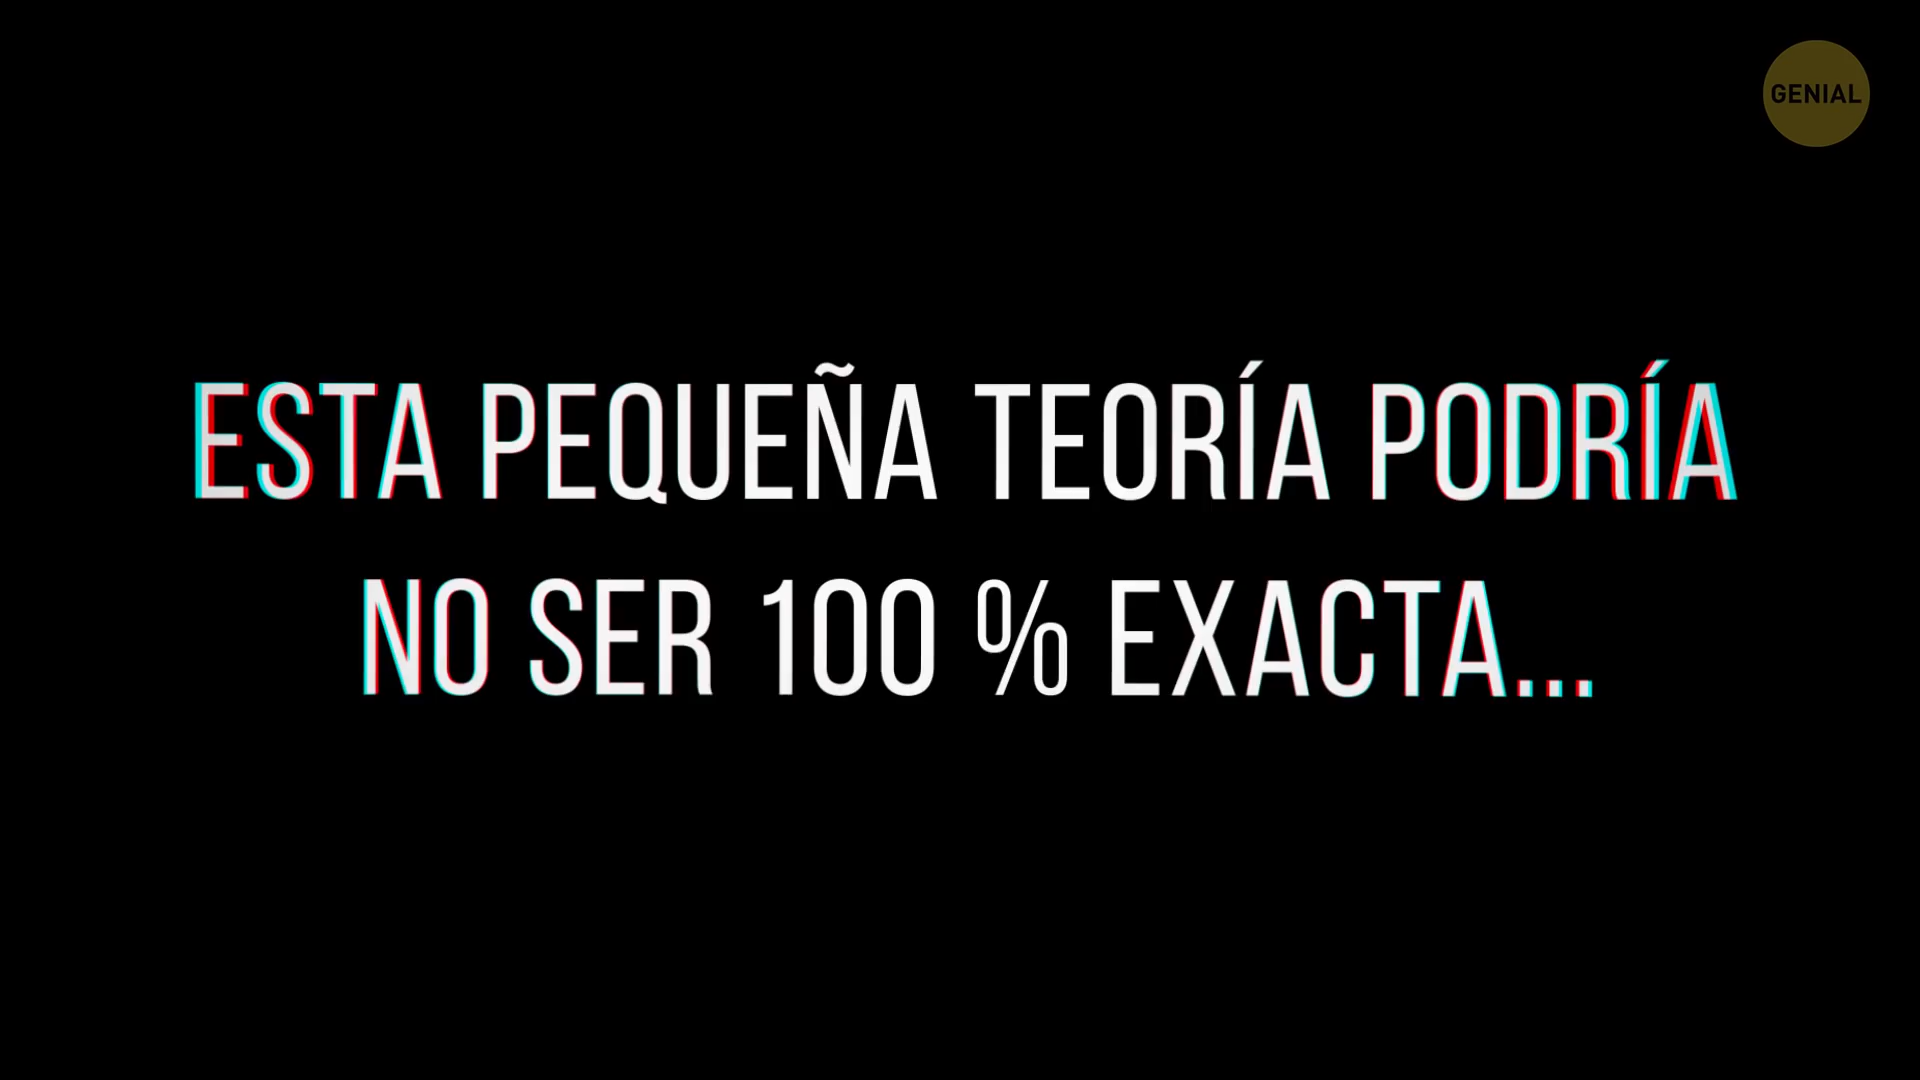 GENIAL
ESTA PEQUEÑA TEORÍA PODRÍA
NO SER 100 % EXACTA...